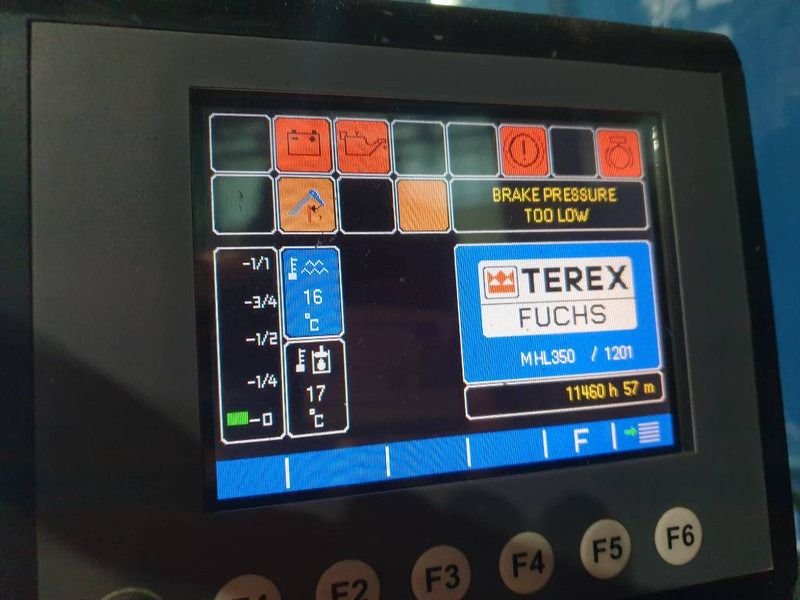 BRAKE PRESSURE
TOO LOW
-1/1
-3/4
-1/2
-1/4
-0
16
°C
17
°C
TEREX
FUCHS
MHL350 / 1201
11460 h 57 m
F
F1 F2 F3 F4 F5 F6